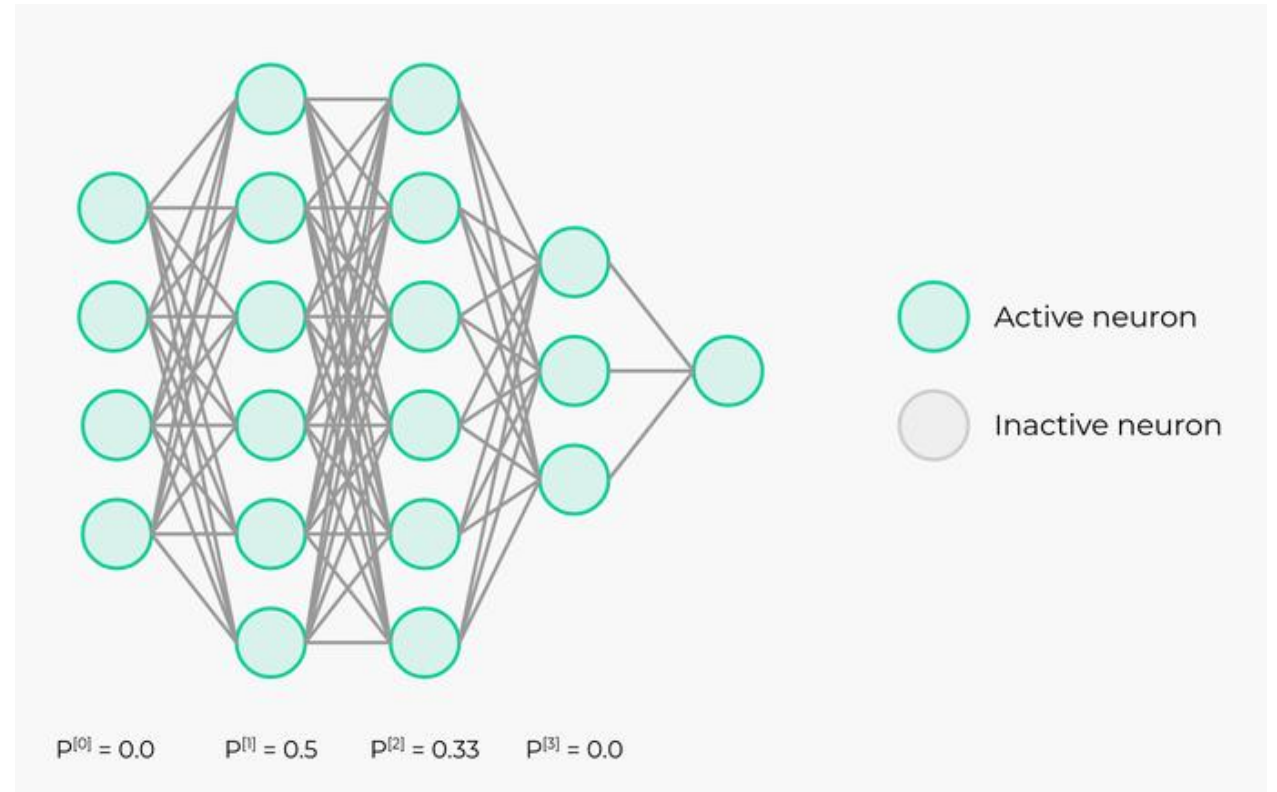 Active neuron
Inactive neuron
P[0] = 0.0
P[1] = 0.5
P[2] = 0.33
P[3] = 0.0